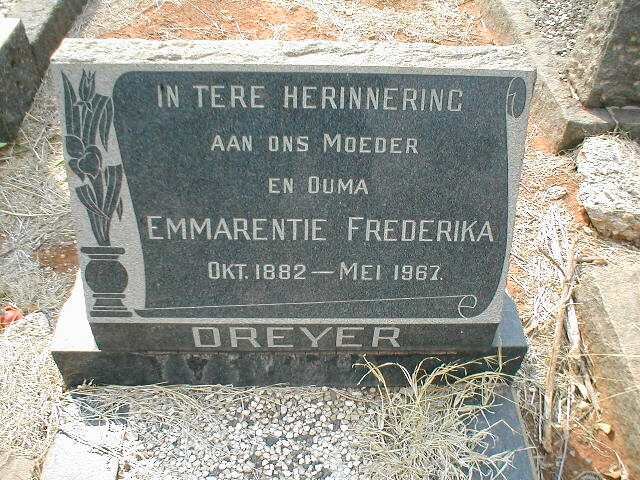 IN TERE HERINNERING
AAN ONS MOEDER
EN OUMA
EMMARENTIE FREDERIKA
OKT. 1882 — MEI 1967.
DREYER